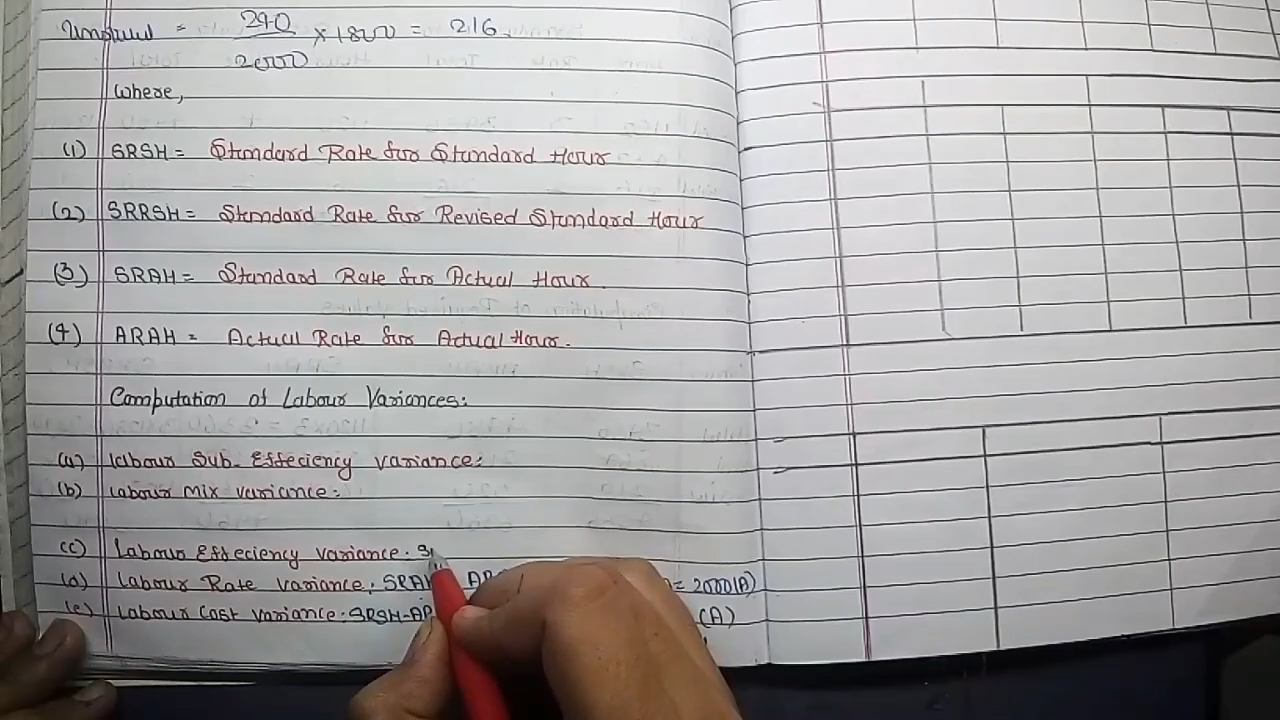 = 240/2000 × 1800 = 216
where,
(1) SRSH = Standard Rate for Standard Hour
(2) SRRSH = Standard Rate for Revised Standard Hour
(3) SRAH = Standard Rate for Actual Hour.
(4) ARAH = Actual Rate for Actual Hour.
Computation of Labour Variances:
(a) Labour Sub-Effeciency Variance:
(b) Labour mix variance:
(c) Labour Effeciency Variance:
(d) Labour Rate Variance: SRAH = 2000 (A)
(e) Labour Cost Variance: SRSH-AR (A)